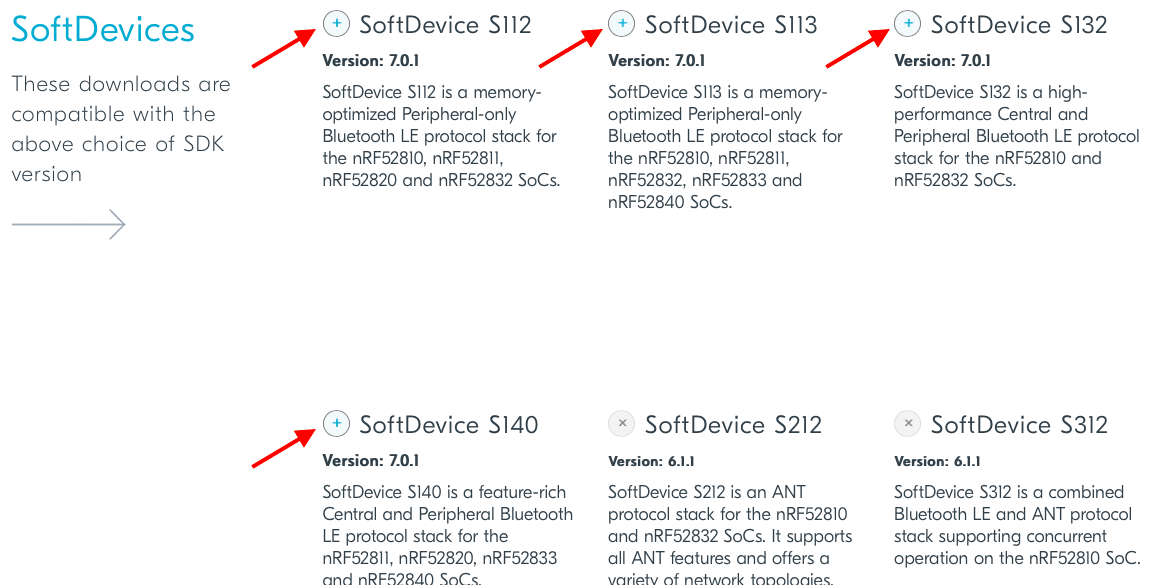 SoftDevices
These downloads are
compatible with the
above choice of SDK
version
+ SoftDevice S112
Version: 7.0.1
SoftDevice S112 is a memory-
optimized Peripheral-only
Bluetooth LE protocol stack for
the nRF52810, nRF52811,
nRF52820 and nRF52832 SoCs.
+ SoftDevice S113
Version: 7.0.1
SoftDevice S113 is a memory-
optimized Peripheral-only
Bluetooth LE protocol stack for
the nRF52810, nRF52811,
nRF52832, nRF52833 and
nRF52840 SoCs.
+ SoftDevice S132
Version: 7.0.1
SoftDevice S132 is a high-
performance Central and
Peripheral Bluetooth LE protocol
stack for the nRF52810 and
nRF52832 SoCs.
+ SoftDevice S140
Version: 7.0.1
SoftDevice S140 is a feature-rich
Central and Peripheral Bluetooth
LE protocol stack for the
nRF52811, nRF52820, nRF52833
and nRF52840 SoCs.
× SoftDevice S212
Version: 6.1.1
SoftDevice S212 is an ANT
protocol stack for the nRF52810
and nRF52832 SoCs. It supports
all ANT features and offers a
variety of network topologies.
× SoftDevice S312
Version: 6.1.1
SoftDevice S312 is a combined
Bluetooth LE and ANT protocol
stack supporting concurrent
operation on the nRF52810 SoC.